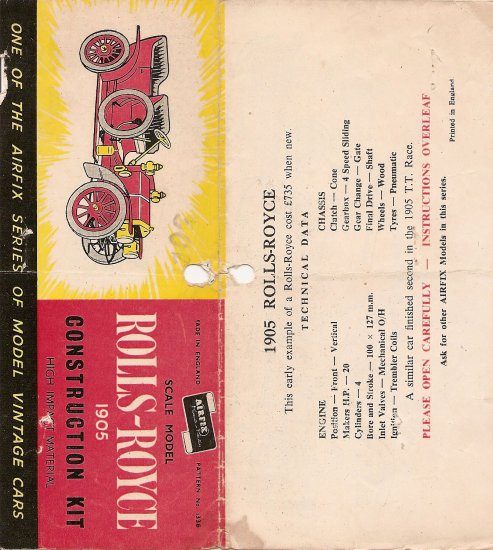 ONE OF THE AIRFIX SERIES OF MODEL VINTAGE CARS
MADE IN ENGLAND
AIRFIX
PATTERN No
SCALE MODEL
ROLLS-ROYCE
1905
CONSTRUCTION KIT
HIGH IMPACT MATERIAL
1905 ROLLS-ROYCE
This early example of a Rolls-Royce cost £735 when new.
TECHNICAL DATA
ENGINE
Position — Front — Vertical
Makers H.P. — 20
Cylinders — 4
Bore and Stroke — 100 × 127 m.m.
Inlet Valves — Mechanical O/H
Ignition — Trembler Coils
CHASSIS
Clutch — Cone
Gearbox — 4 Speed Sliding
Gear Change — Gate
Final Drive — Shaft
Wheels — Wood
Tyres — Pneumatic
A similar car finished second in the 1905 T.T. Race.
PLEASE OPEN CAREFULLY — INSTRUCTIONS OVERLEAF
Ask for other AIRFIX Models in this series.
Printed in England